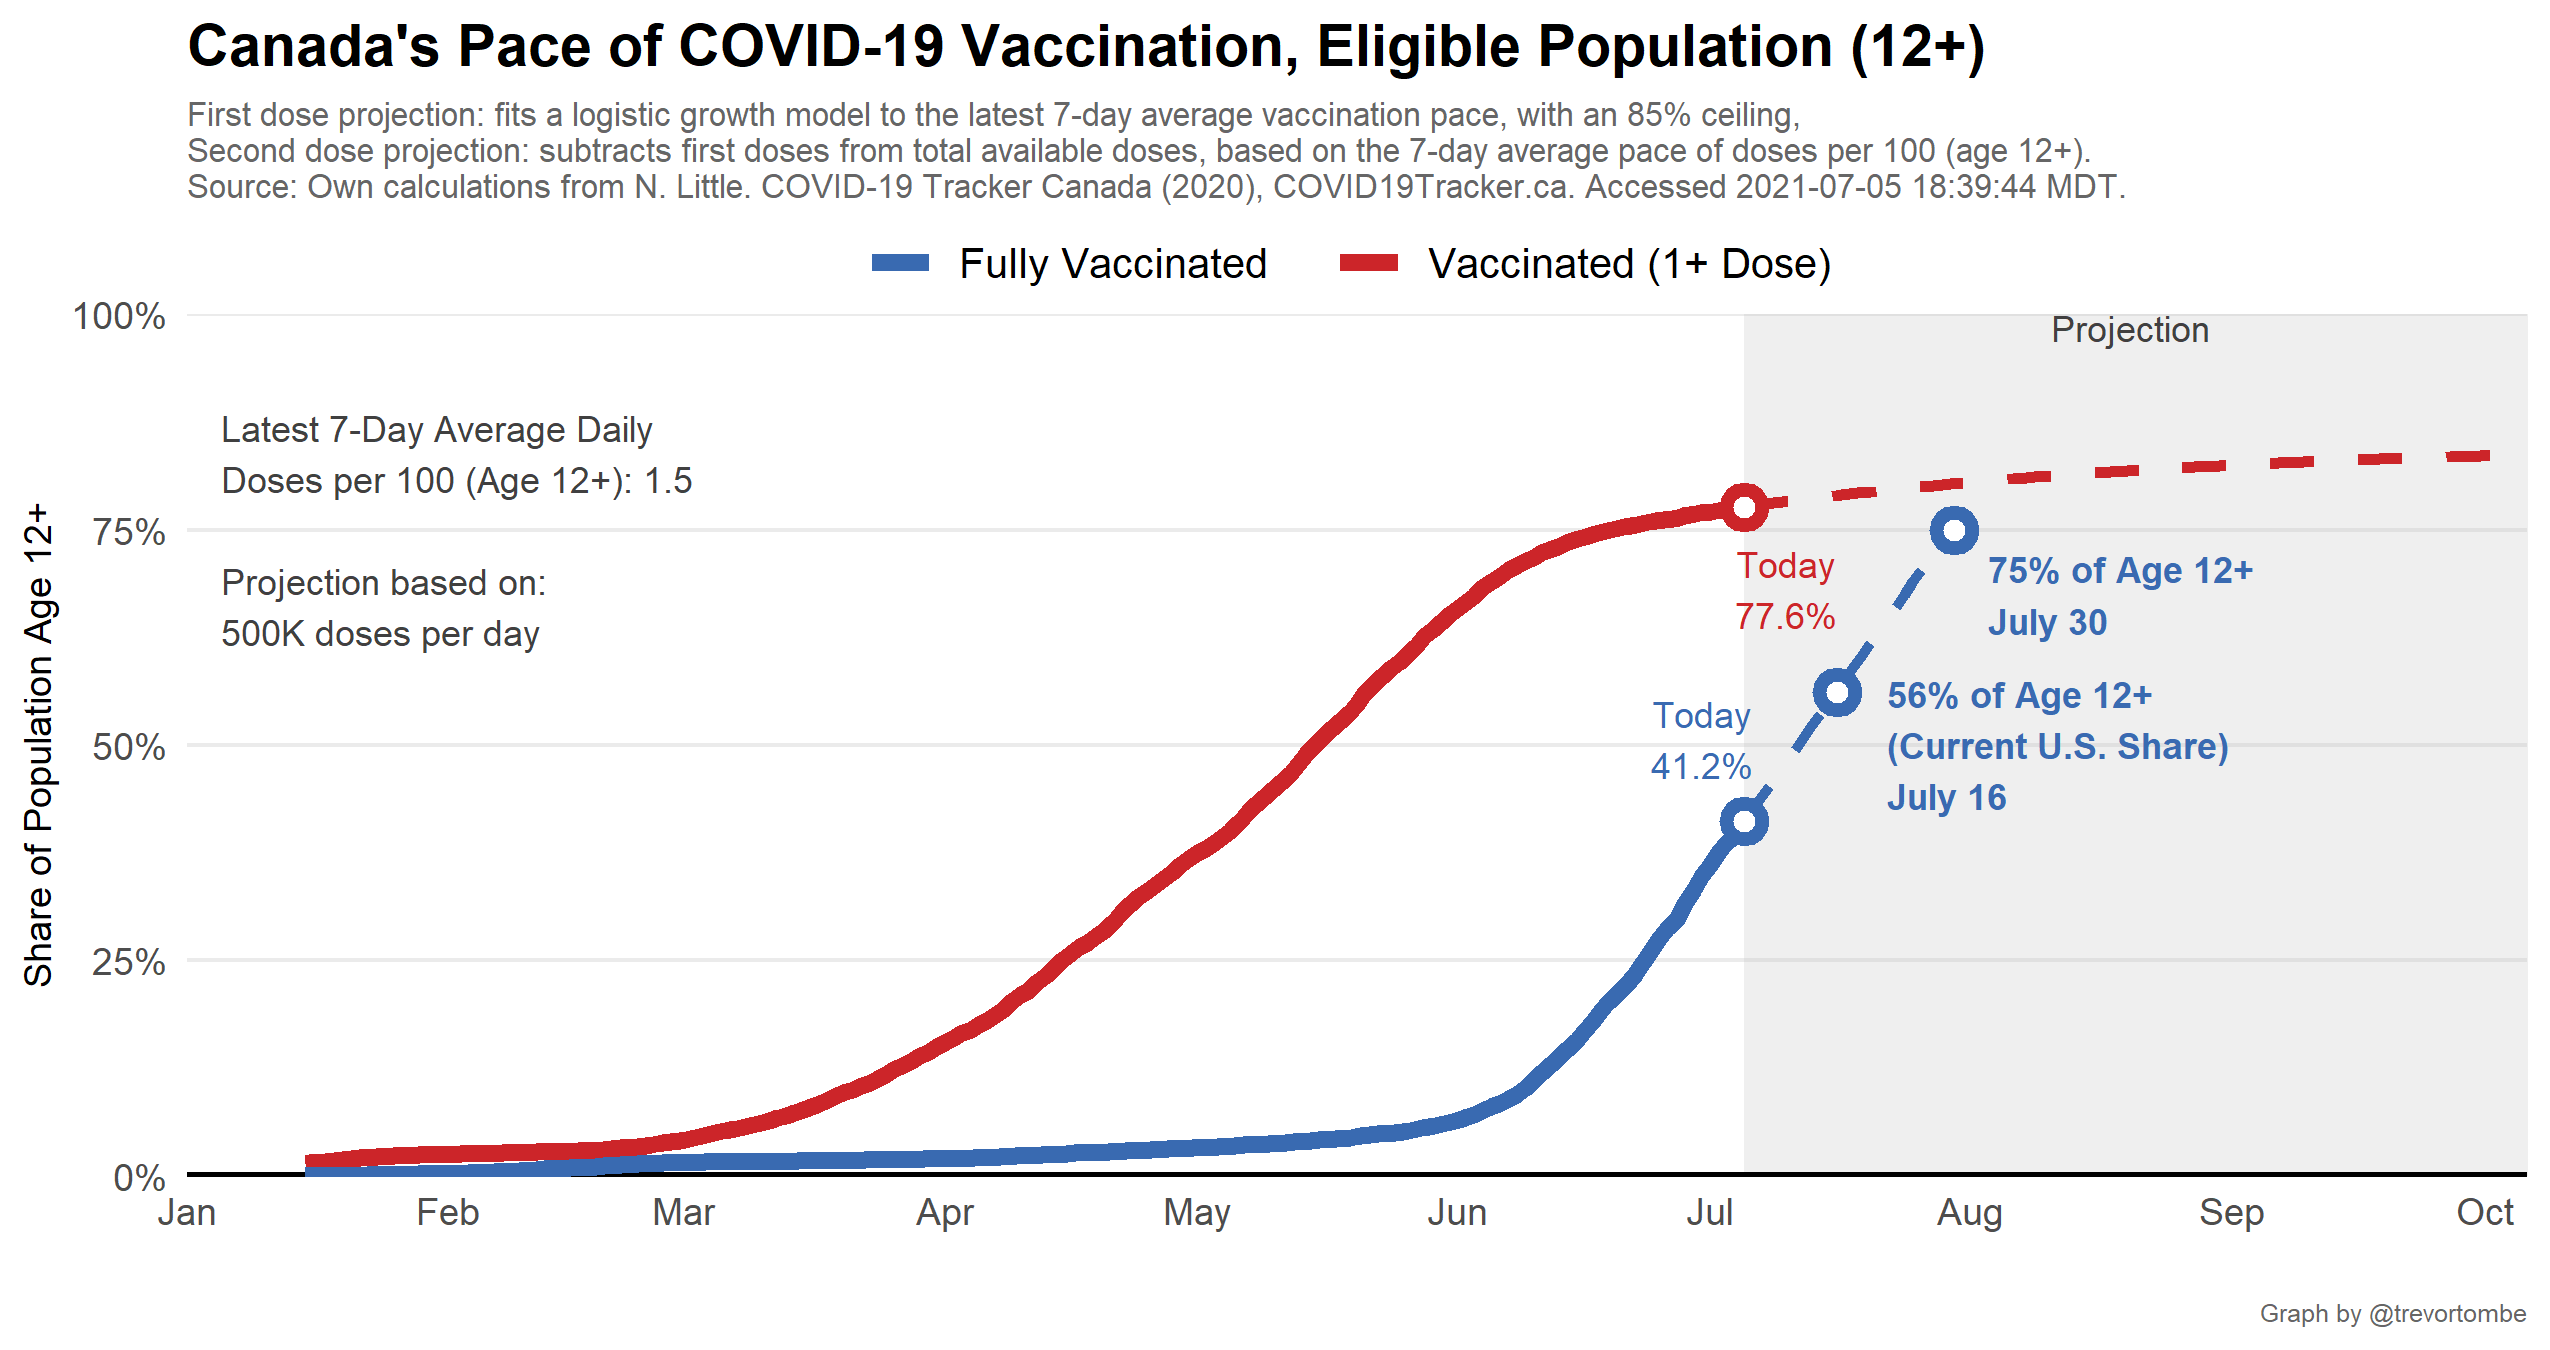 Canada's Pace of COVID-19 Vaccination, Eligible Population (12+)
First dose projection: fits a logistic growth model to the latest 7-day average vaccination pace, with an 85% ceiling,
Second dose projection: subtracts first doses from total available doses, based on the 7-day average pace of doses per 100 (age 12+).
Source: Own calculations from N. Little. COVID-19 Tracker Canada (2020), COVID19Tracker.ca. Accessed 2021-07-05 18:39:44 MDT.
Fully Vaccinated
Vaccinated (1+ Dose)
Share of Population Age 12+
100%
75%
50%
25%
0%
Projection
Latest 7-Day Average Daily
Doses per 100 (Age 12+): 1.5
Projection based on:
500K doses per day
Today
77.6%
75% of Age 12+
July 30
Today
41.2%
56% of Age 12+
(Current U.S. Share)
July 16
Jan
Feb
Mar
Apr
May
Jun
Jul
Aug
Sep
Oct
Graph by @trevortombe